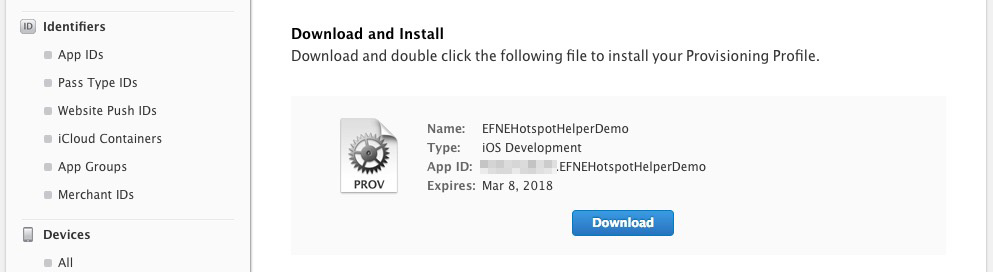 ID Identifiers
App IDs
Pass Type IDs
Website Push IDs
iCloud Containers
App Groups
Merchant IDs
Devices
All
Download and Install
Download and double click the following file to install your Provisioning Profile.
PROV
Name: EFNEHotspotHelperDemo
Type: iOS Development
App ID: .EFNEHotspotHelperDemo
Expires: Mar 8, 2018
Download